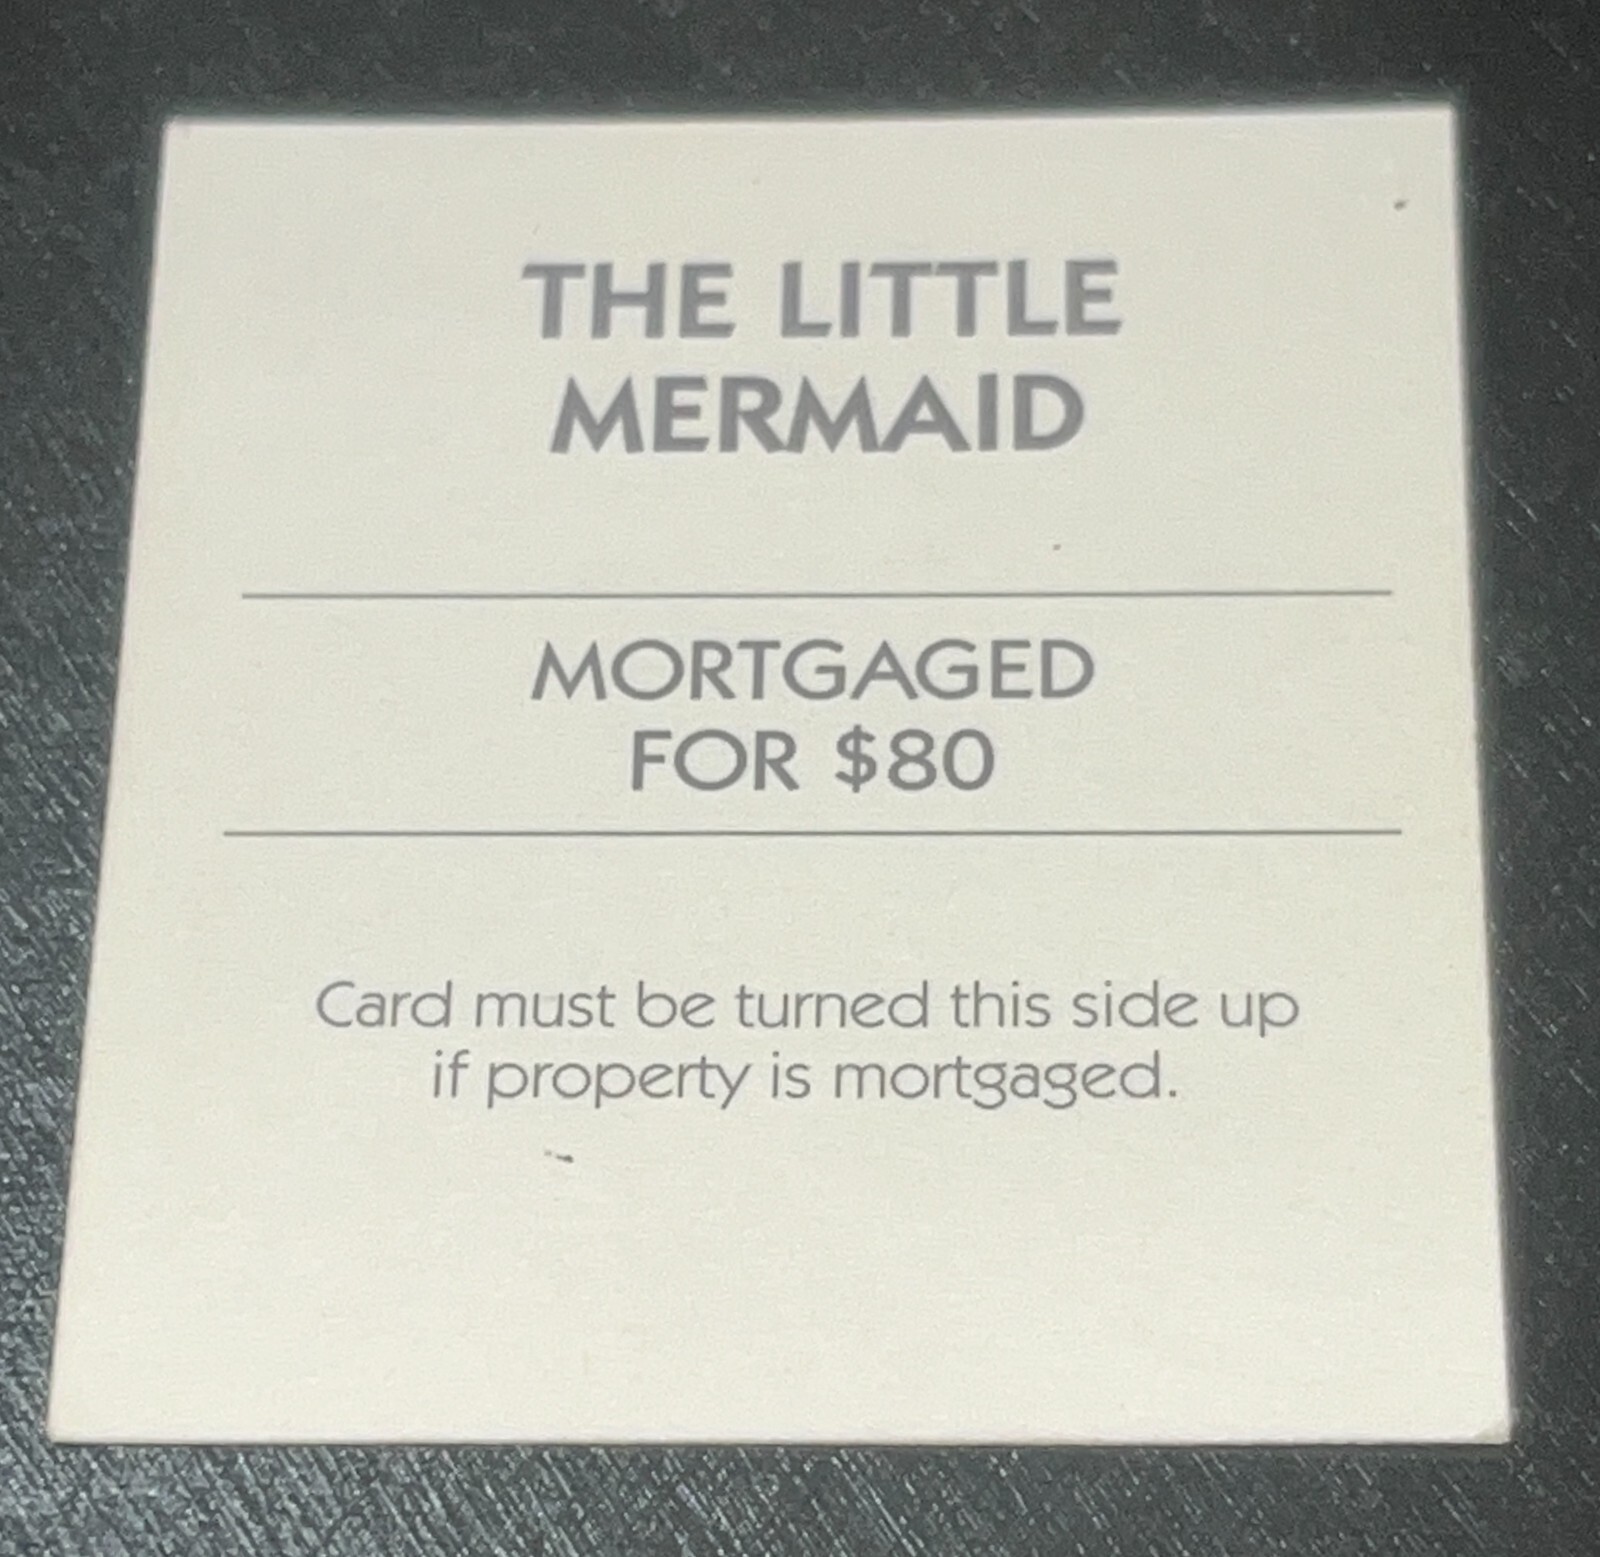 THE LITTLE
MERMAID
MORTGAGED
FOR $80
Card must be turned this side up
if property is mortgaged.